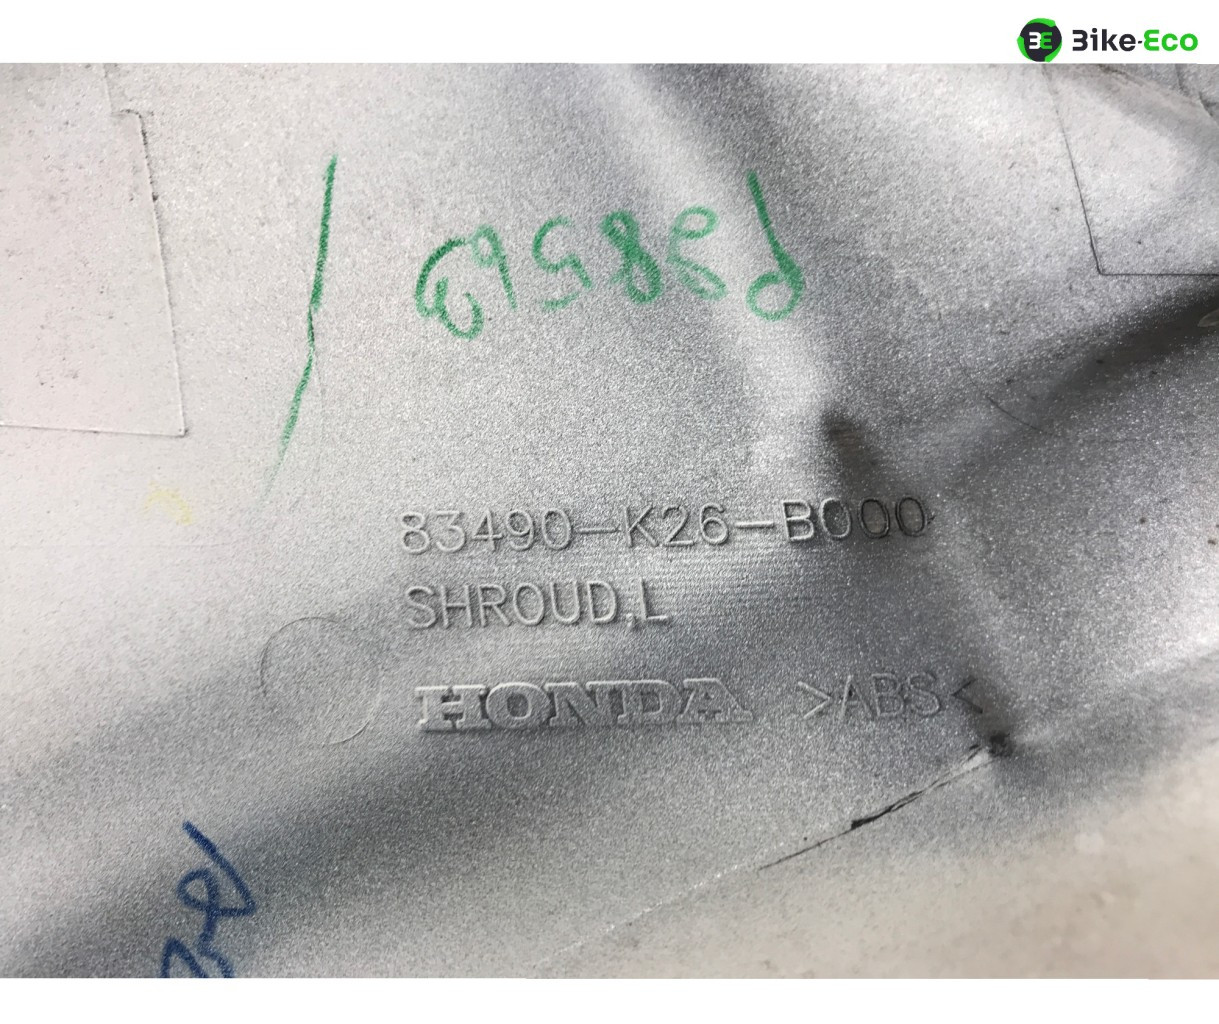 Bike-Eco
83490-K26-B000
SHROUD,L
HONDA >ABS<